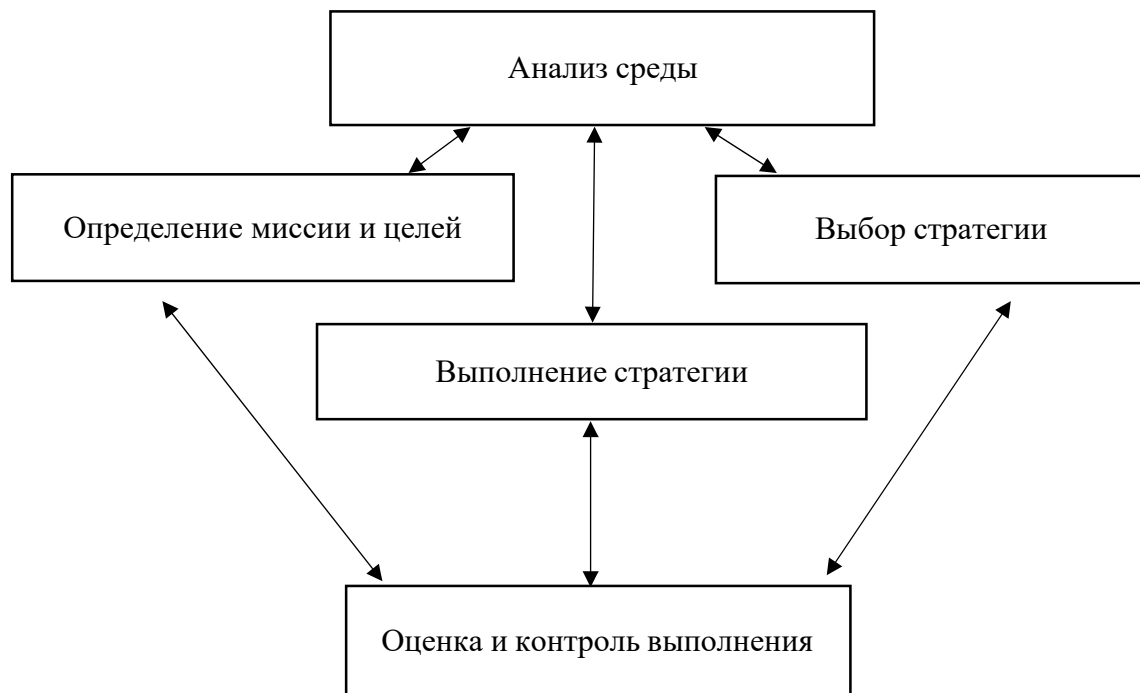 Анализ среды
Определение миссии и целей
Выбор стратегии
Выполнение стратегии
Оценка и контроль выполнения